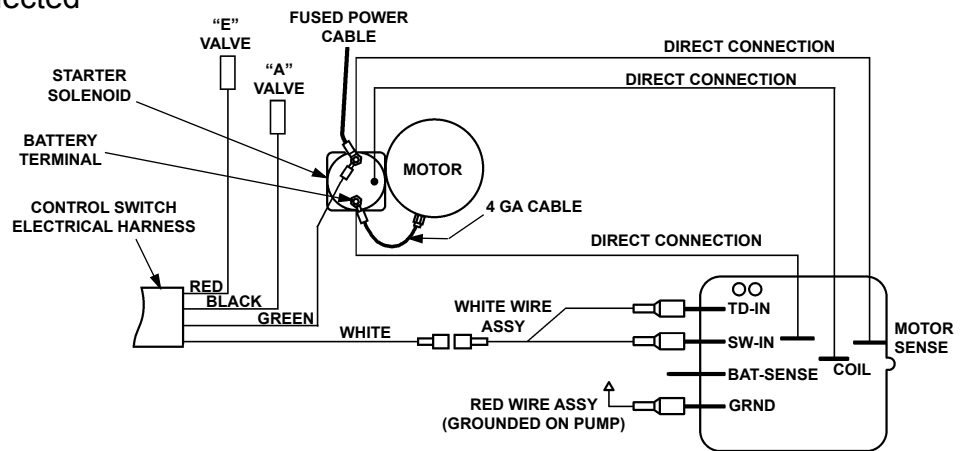 ected
"E"
VALVE
FUSED POWER
CABLE
DIRECT CONNECTION
STARTER
SOLENOID
"A"
VALVE
DIRECT CONNECTION
BATTERY
TERMINAL
MOTOR
CONTROL SWITCH
ELECTRICAL HARNESS
4 GA CABLE
DIRECT CONNECTION
RED
BLACK
GREEN
WHITE
WHITE WIRE
ASSY
TD-IN
SW-IN
MOTOR
SENSE
BAT-SENSE
COIL
RED WIRE ASSY
(GROUNDED ON PUMP)
GRND